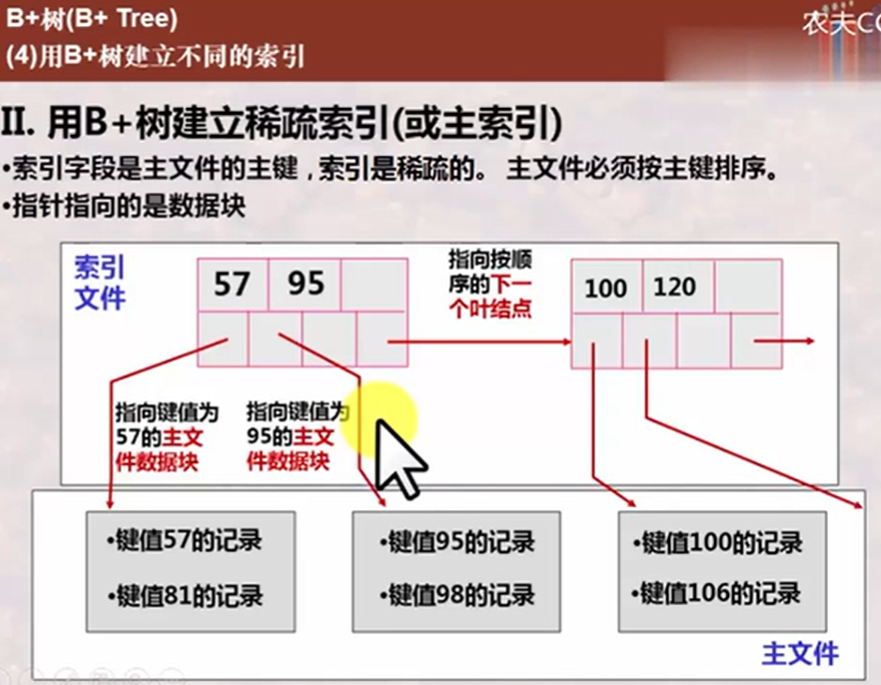 B+树(B+ Tree)
农夫CC
(4)用B+树建立不同的索引
II. 用B+树建立稀疏索引(或主索引)
•索引字段是主文件的主键，索引是稀疏的。 主文件必须按主键排序。
•指针指向的是数据块
索引
文件
57 95
指向按顺
序的下一
个叶结点
100 120
指向键值为
57的主文
件数据块
指向键值为
95的主文
件数据块
•键值57的记录
•键值81的记录
•键值95的记录
•键值98的记录
•键值100的记录
•键值106的记录
主文件